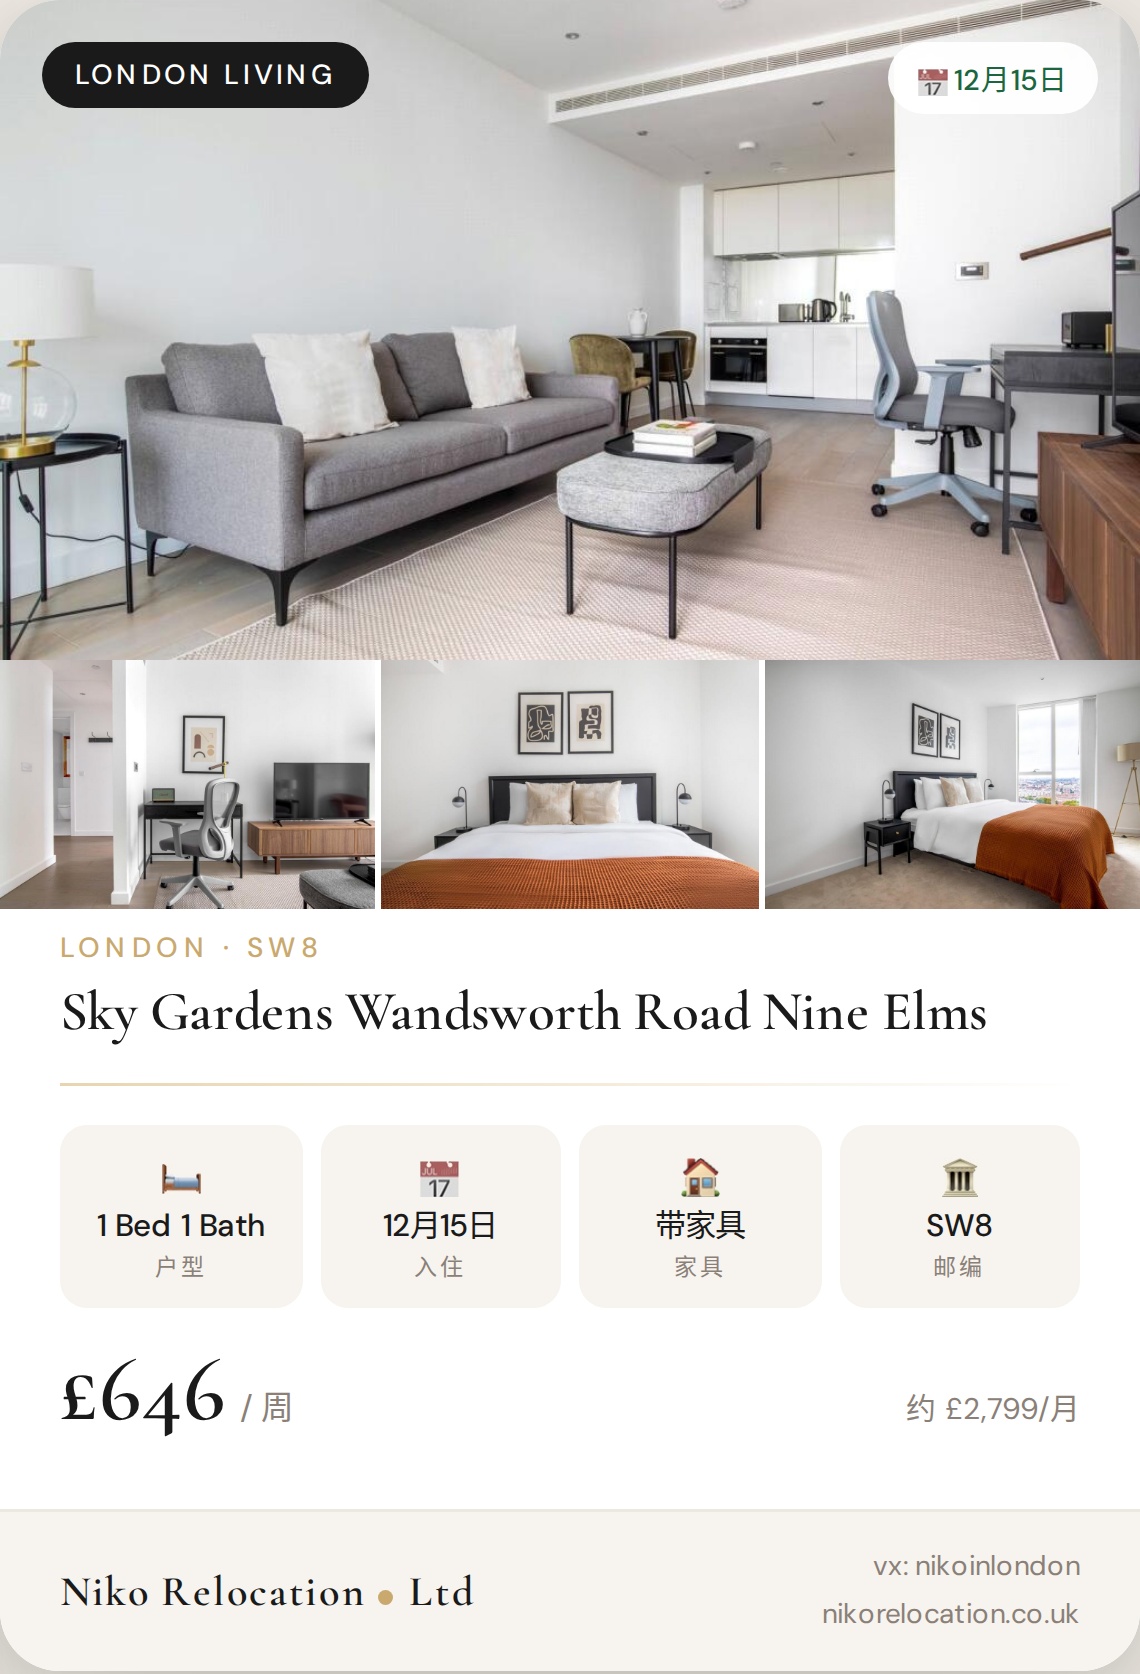 LONDON LIVING
📅 12月15日
LONDON · SW8
Sky Gardens Wandsworth Road Nine Elms
1 Bed 1 Bath
户型
JUL
17
12月15日
入住
带家具
家具
SW8
邮编
£646 / 周
约 £2,799/月
Niko Relocation • Ltd
vx: nikoinlondon
nikorelocation.co.uk